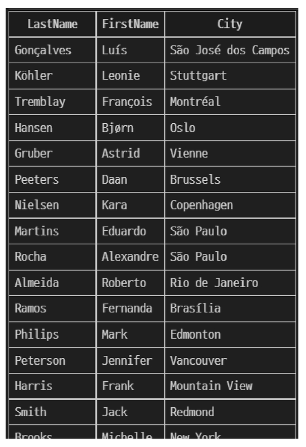 LastName FirstName City
Gonçalves Luís São José dos Campos
Köhler Leonie Stuttgart
Tremblay François Montréal
Hansen Bjørn Oslo
Gruber Astrid Vienne
Peeters Daan Brussels
Nielsen Kara Copenhagen
Martins Eduardo São Paulo
Rocha Alexandre São Paulo
Almeida Roberto Rio de Janeiro
Ramos Fernanda Brasília
Philips Mark Edmonton
Peterson Jennifer Vancouver
Harris Frank Mountain View
Smith Jack Redmond
Brooks Michelle New York